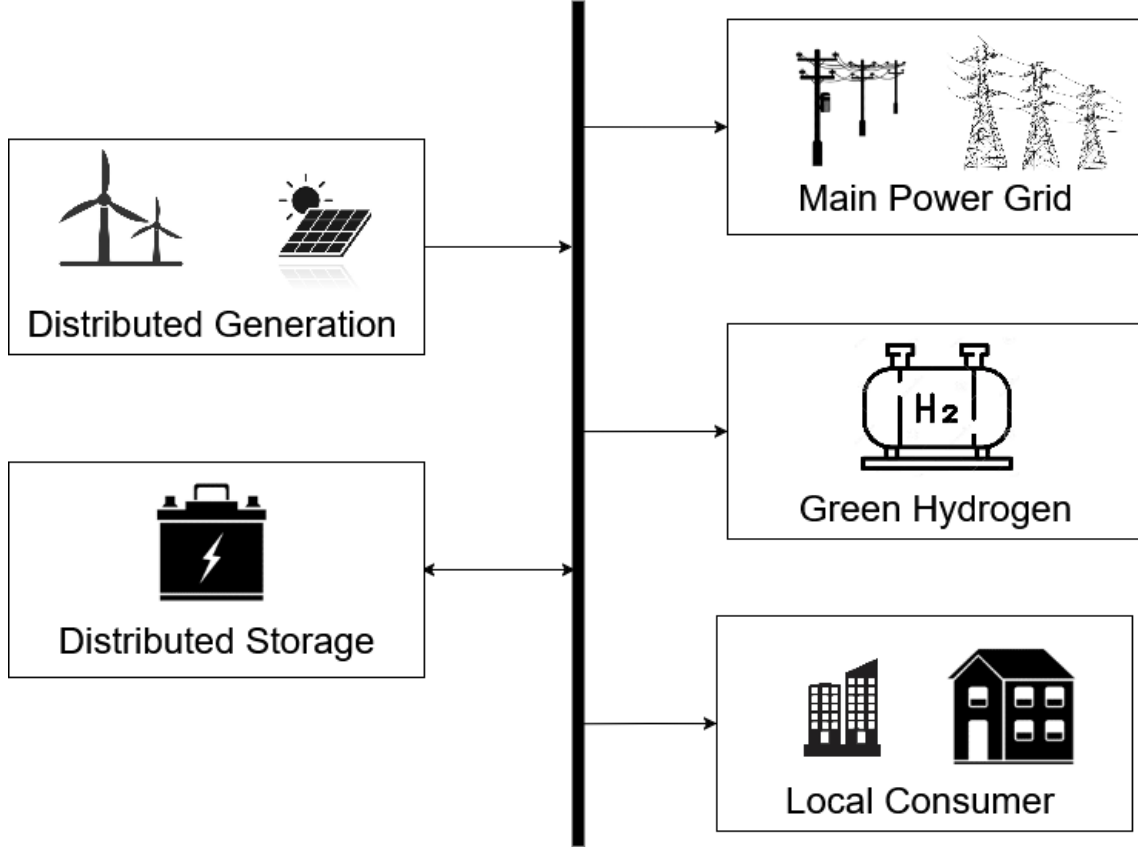 Main Power Grid
Distributed Generation
H2
Green Hydrogen
Distributed Storage
Local Consumer